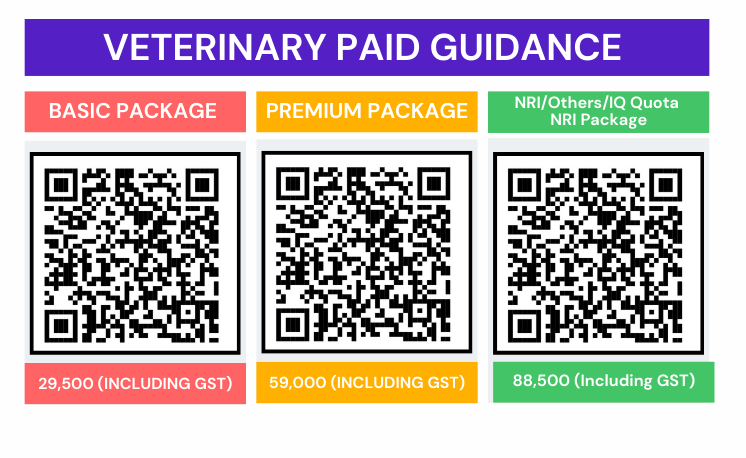 VETERINARY PAID GUIDANCE
BASIC PACKAGE
PREMIUM PACKAGE
NRI/Others/IQ Quota
NRI Package
29,500 (INCLUDING GST)
59,000 (INCLUDING GST)
88,500 (Including GST)